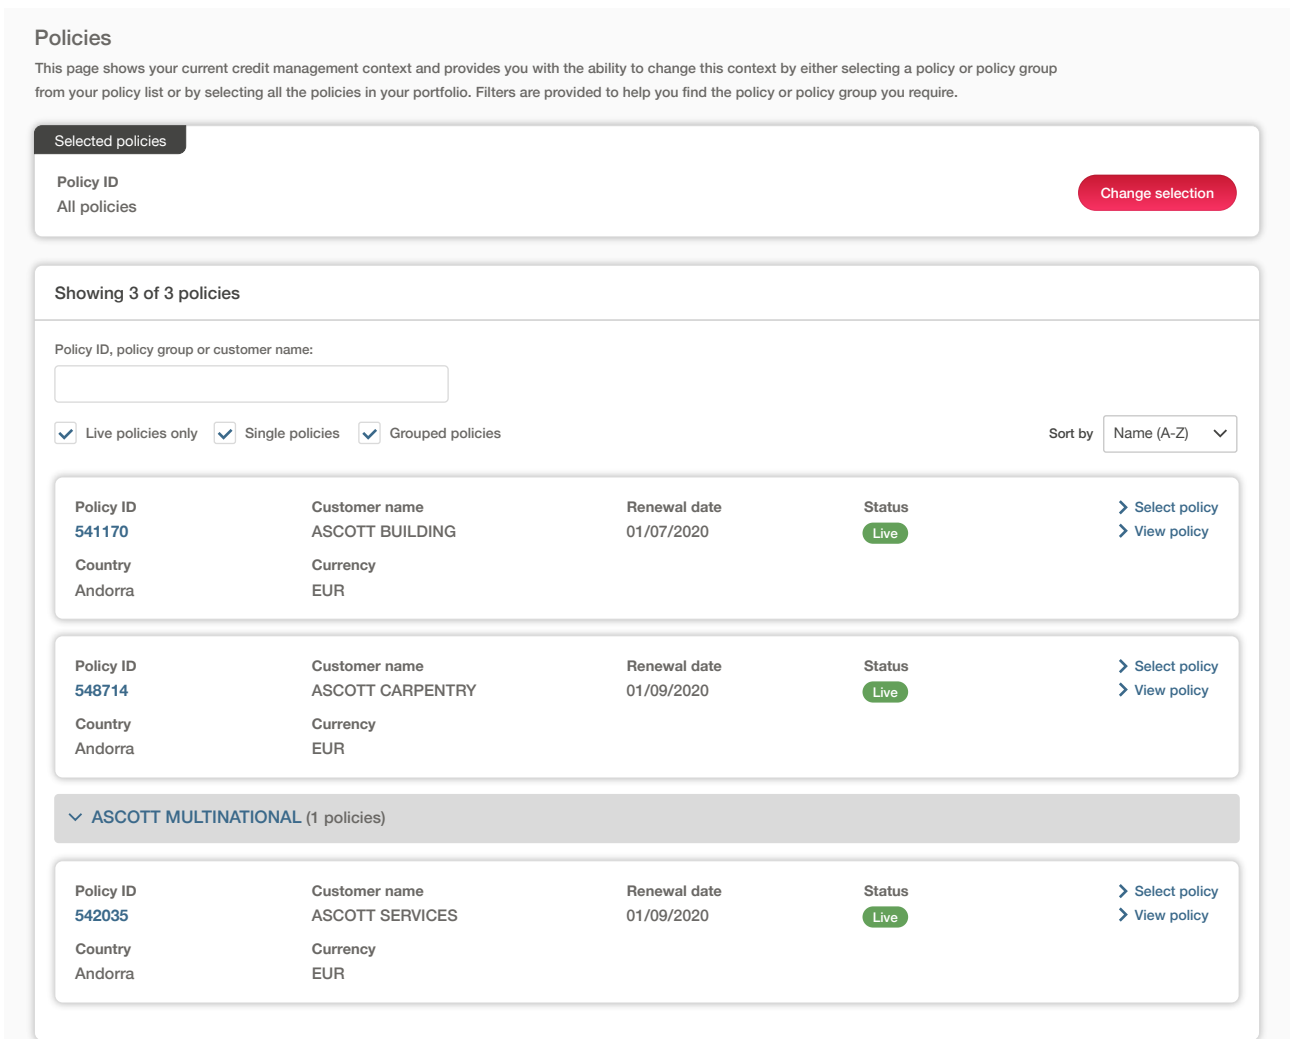 Policies
This page shows your current credit management context and provides you with the ability to change this context by either selecting a policy or policy group
from your policy list or by selecting all the policies in your portfolio. Filters are provided to help you find the policy or policy group you require.
Selected policies
Policy ID
All policies
Change selection
Showing 3 of 3 policies
Policy ID, policy group or customer name:
Live policies only Single policies Grouped policies Sort by Name (A-Z)
Policy ID Customer name Renewal date Status Select policy
541170 ASCOTT BUILDING 01/07/2020 Live View policy
Country Currency
Andorra EUR
Policy ID Customer name Renewal date Status Select policy
548714 ASCOTT CARPENTRY 01/09/2020 Live View policy
Country Currency
Andorra EUR
ASCOTT MULTINATIONAL (1 policies)
Policy ID Customer name Renewal date Status Select policy
542035 ASCOTT SERVICES 01/09/2020 Live View policy
Country Currency
Andorra EUR